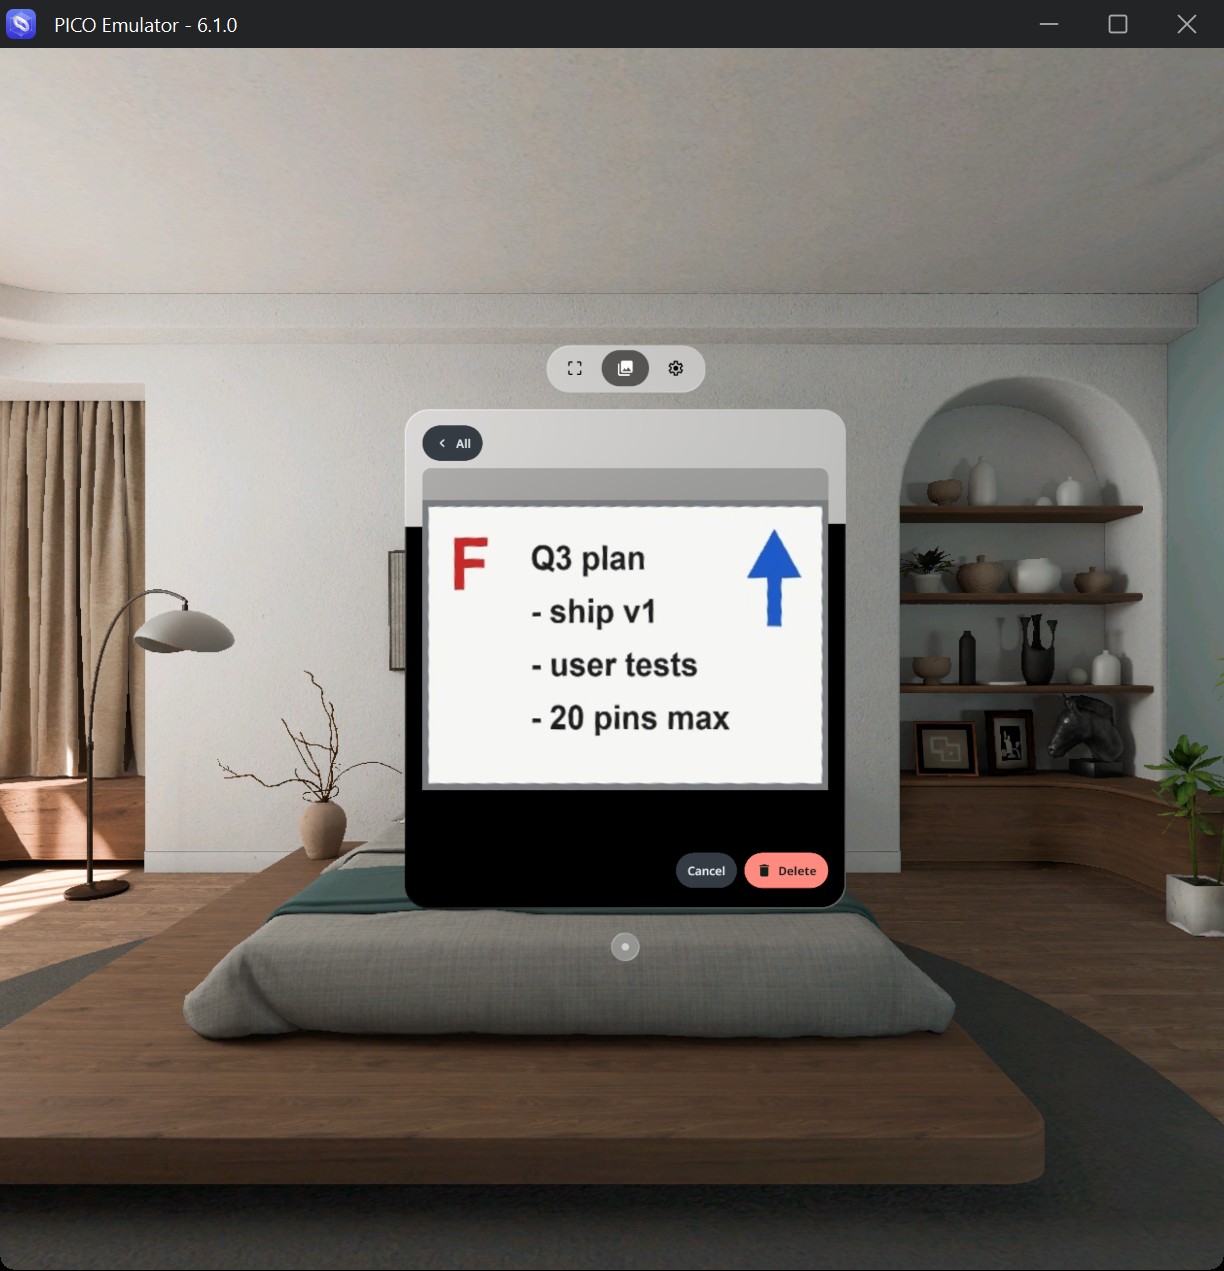 PICO Emulator - 6.1.0
All
F
Q3 plan
- ship v1
- user tests
- 20 pins max
Cancel
Delete